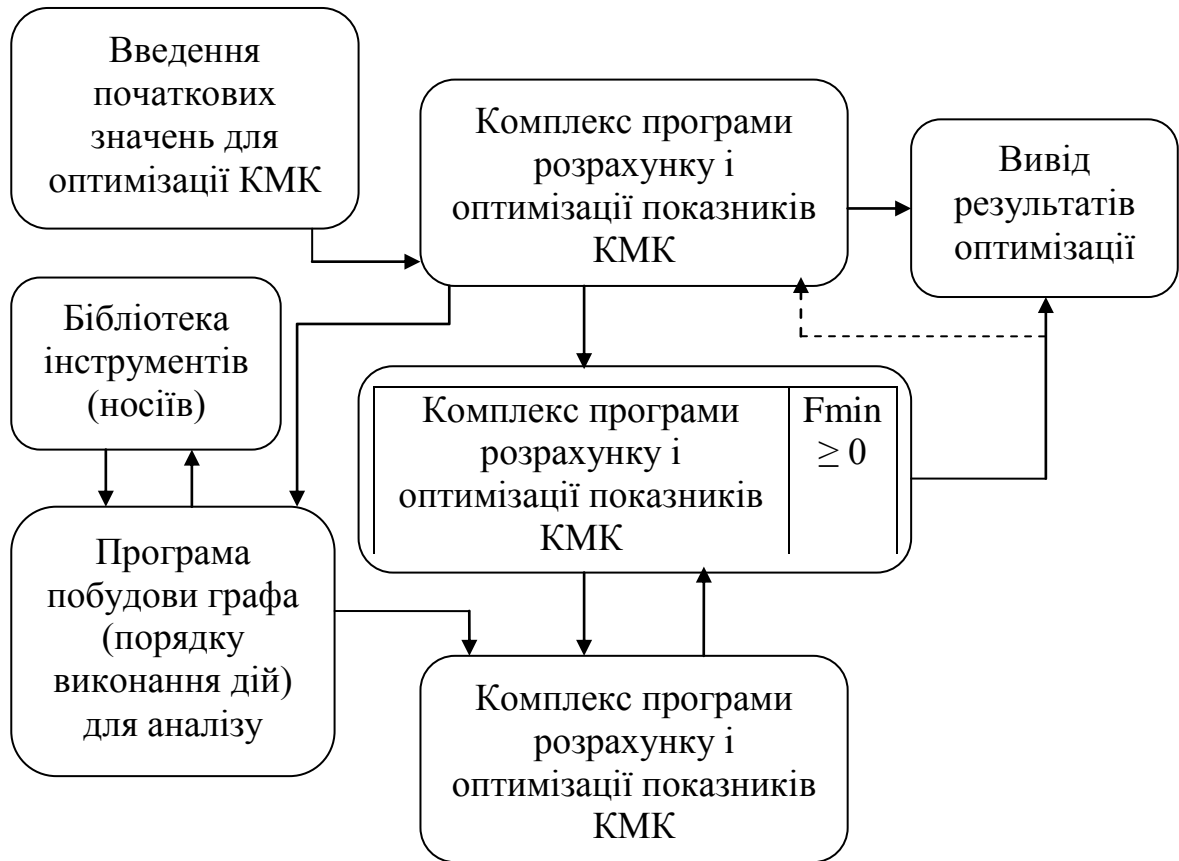 Введення
початкових
значень для
оптимізації КМК
Комплекс програми
розрахунку і
оптимізації показників
КМК
Вивід
результатів
оптимізації
Бібліотека
інструментів
(носіїв)
Комплекс програми
розрахунку і
оптимізації показників
КМК
Fmin
≥ 0
Програма
побудови графа
(порядку
виконання дій)
для аналізу
Комплекс програми
розрахунку і
оптимізації показників
КМК